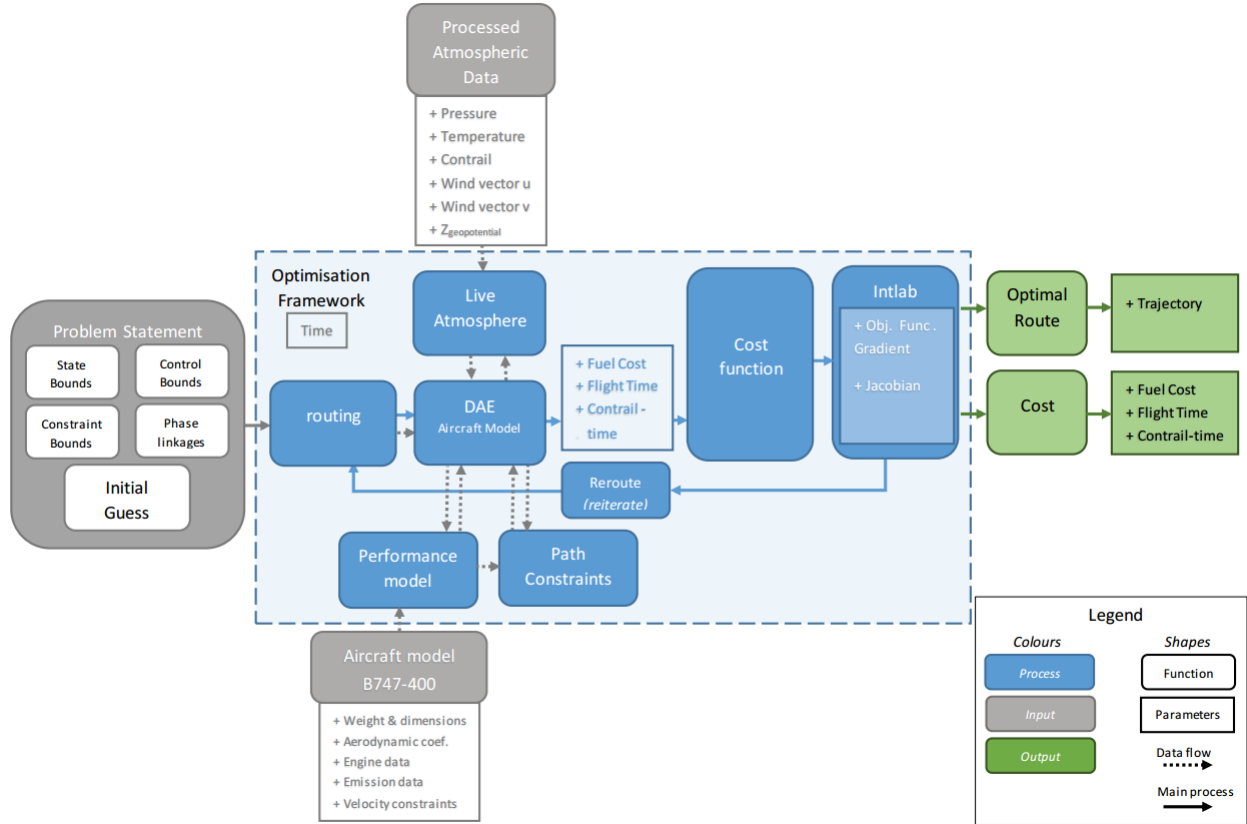 Processed
Atmospheric
Data
+ Pressure
+ Temperature
+ Contrail
+ Wind vector u
+ Wind vector v
+ Zgeopotential
Optimisation
Framework
Time
Problem Statement
State
Bounds
Control
Bounds
Constraint
Bounds
Phase
linkages
Initial
Guess
Live
Atmosphere
routing
DAE
Aircraft Model
+ Fuel Cost
+ Flight Time
+ Contrail -
time
Cost
function
Intlab
+ Obj. Func.
Gradient
+ Jacobian
Reroute
(reiterate)
Performance
model
Path
Constraints
Optimal
Route
+ Trajectory
Cost
+ Fuel Cost
+ Flight Time
+ Contrail-time
Aircraft model
B747-400
+ Weight & dimensions
+ Aerodynamic coef.
+ Engine data
+ Emission data
+ Velocity constraints
Legend
Colours
Shapes
Process
Function
Input
Parameters
Output
Data flow
Main process